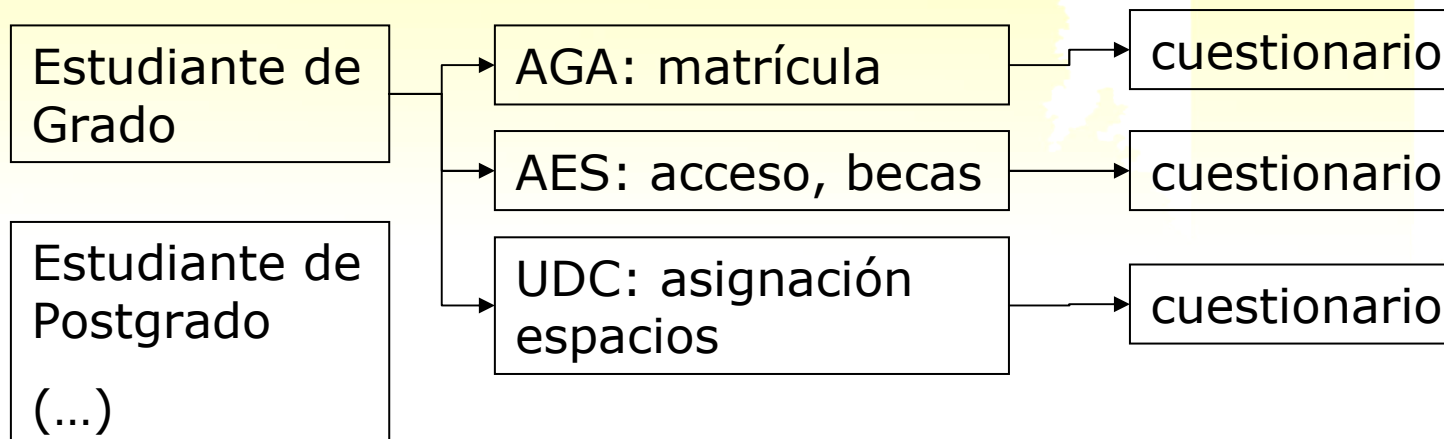 Estudiante de
Grado
AGA: matrícula
cuestionario
AES: acceso, becas
cuestionario
Estudiante de
Postgrado
(...)
UDC: asignación
espacios
cuestionario